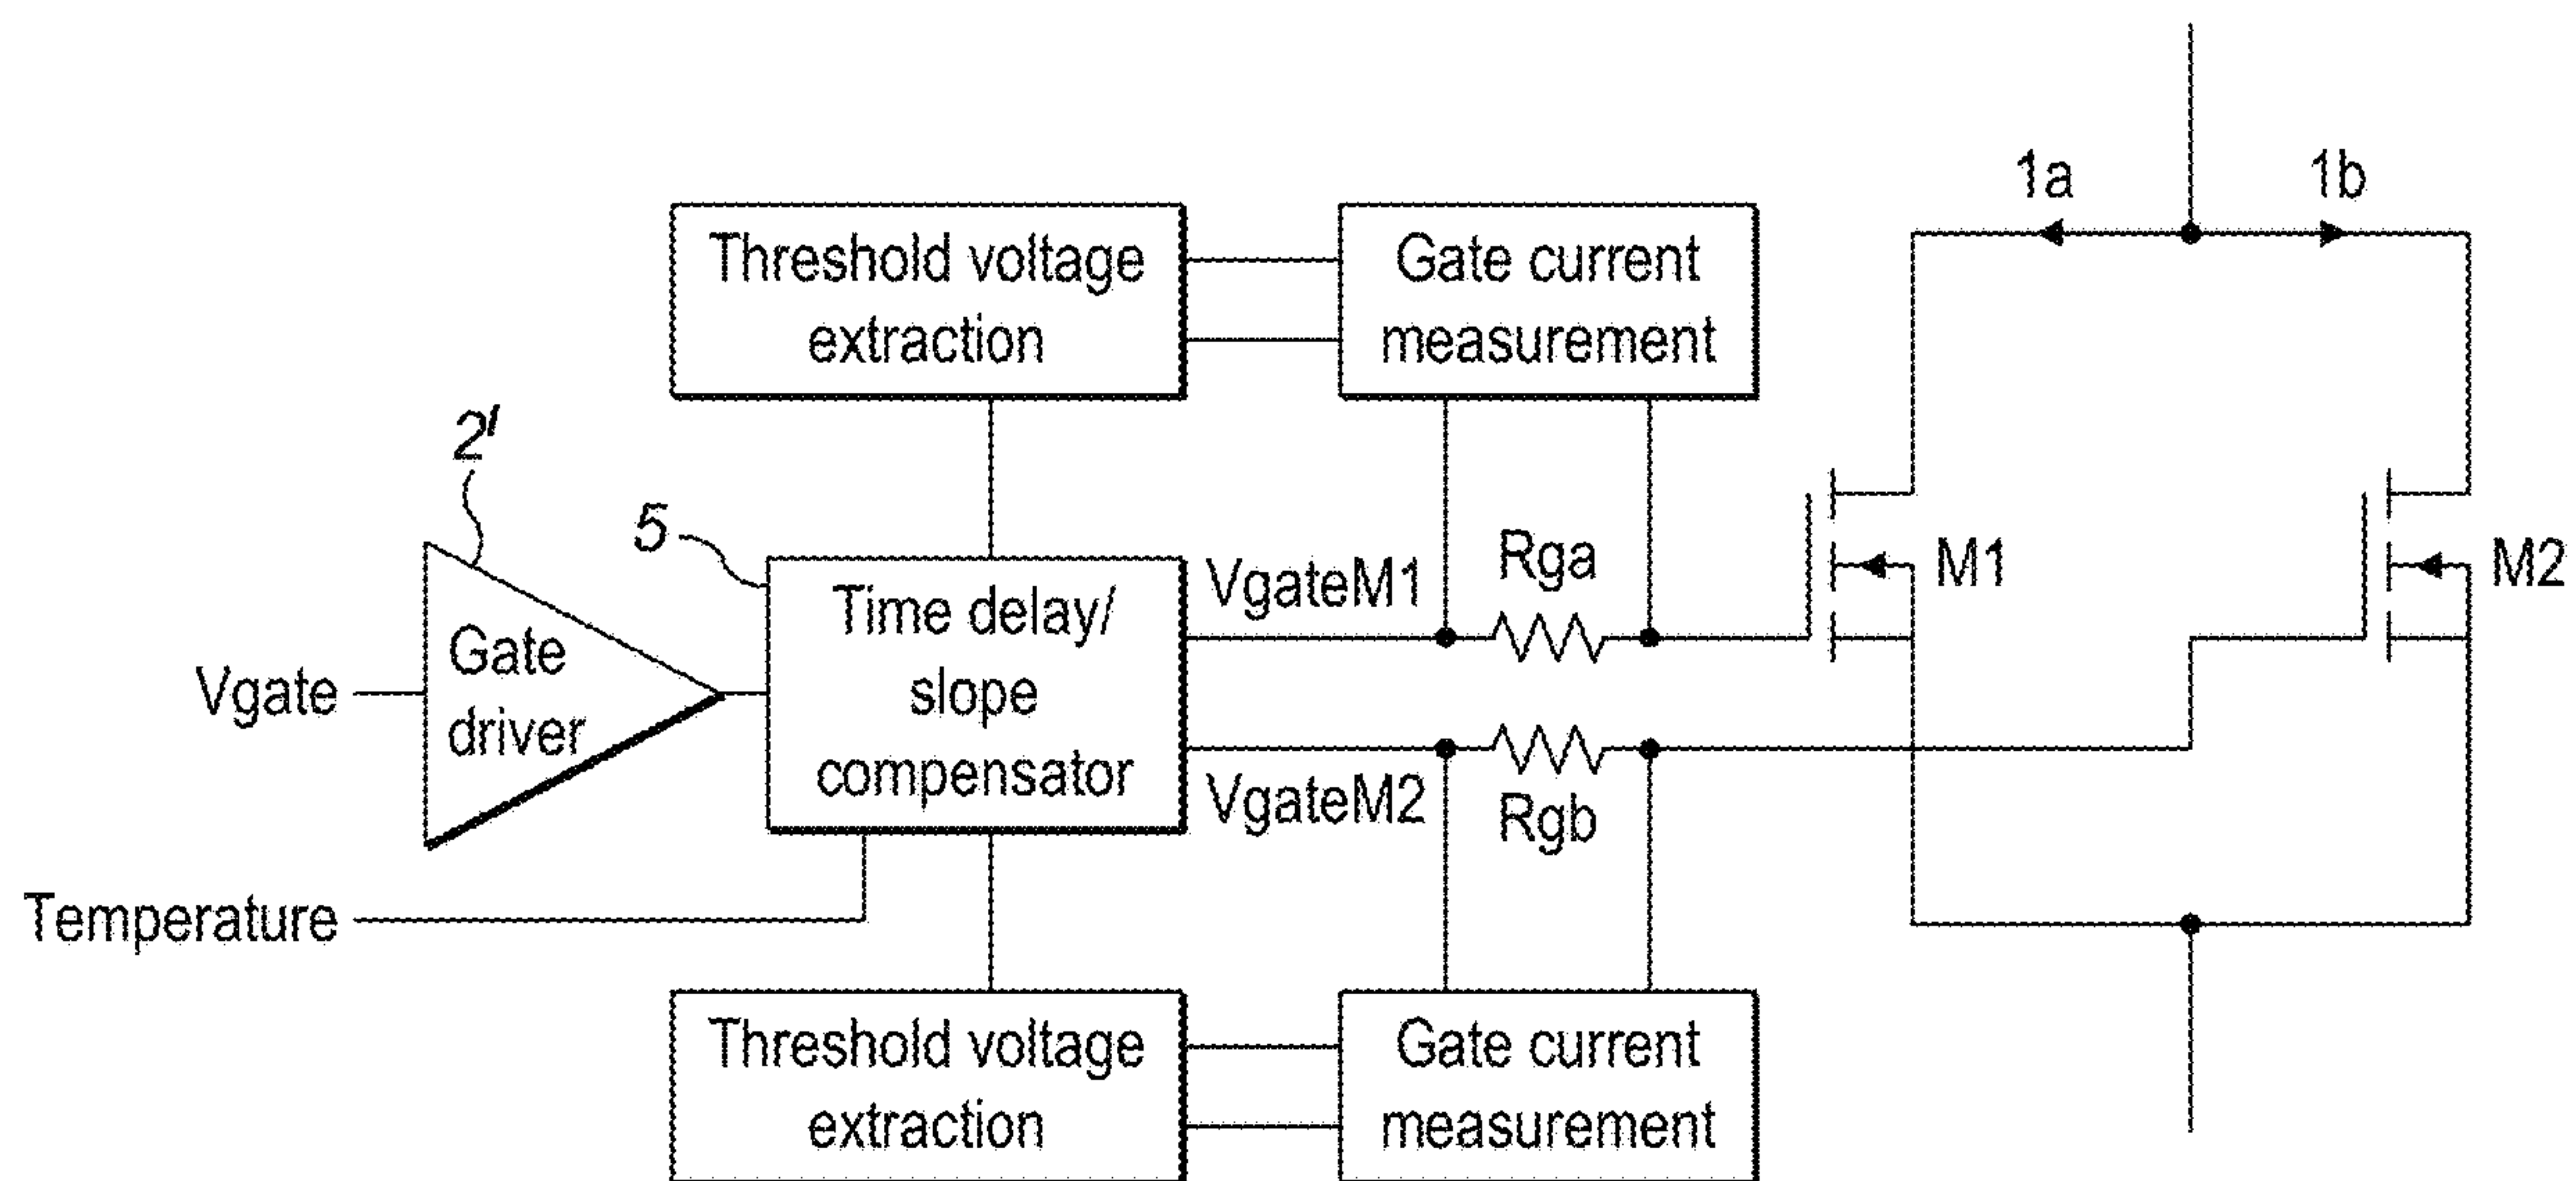 1a
1b
Threshold voltage
extraction
Gate current
measurement
2'
5
Gate
driver
Vgate
Time delay/
slope
compensator
VgateM1
Rga
M1
M2
VgateM2
Rgb
Temperature
Threshold voltage
extraction
Gate current
measurement